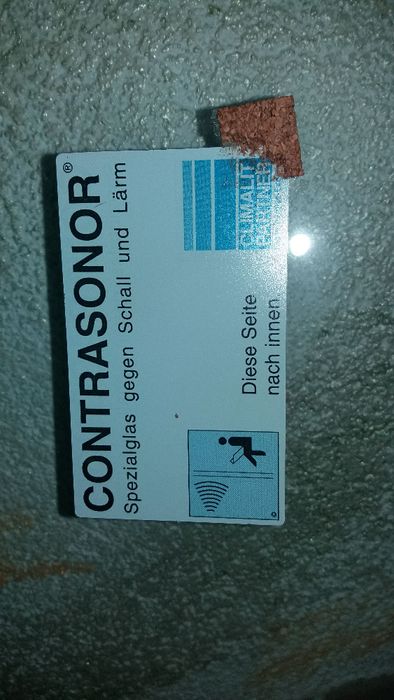 CONTRASONOR®
Spezialglas gegen Schall und Lärm
Diese Seite
nach innen
CLIMALIT
PARTNER